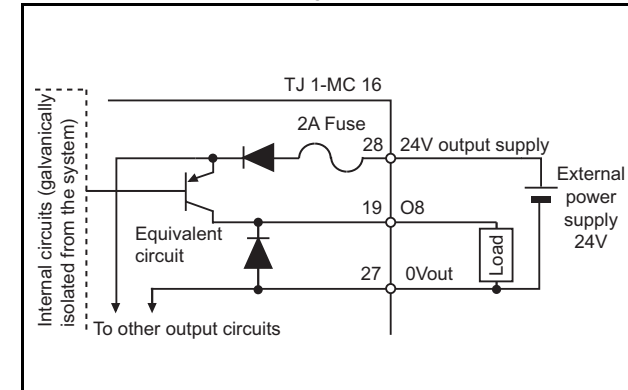 TJ 1-MC 16
2A Fuse
28
24V output supply
External
power
supply
24V
Internal circuits (galvanically
isolated from the system)
19
O8
Equivalent
circuit
Load
27
0Vout
To other output circuits